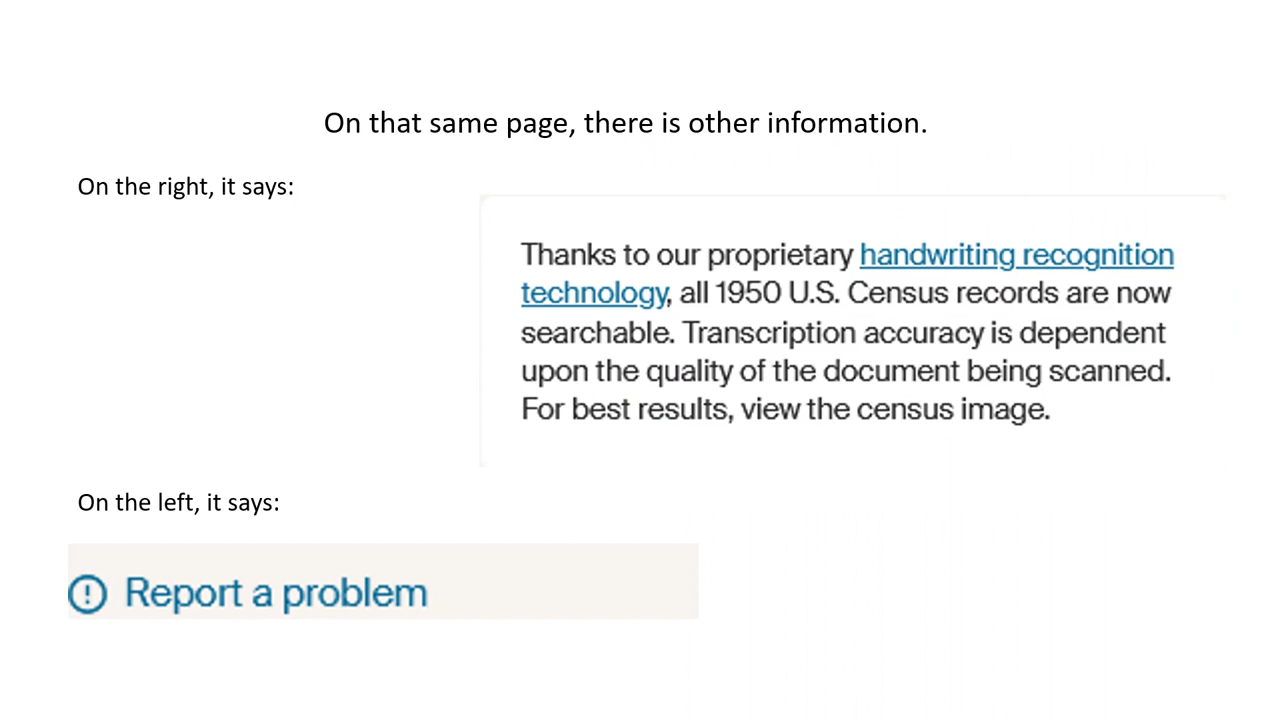 On that same page, there is other information.
On the right, it says:
Thanks to our proprietary handwriting recognition
technology, all 1950 U.S. Census records are now
searchable. Transcription accuracy is dependent
upon the quality of the document being scanned.
For best results, view the census image.
On the left, it says:
Report a problem